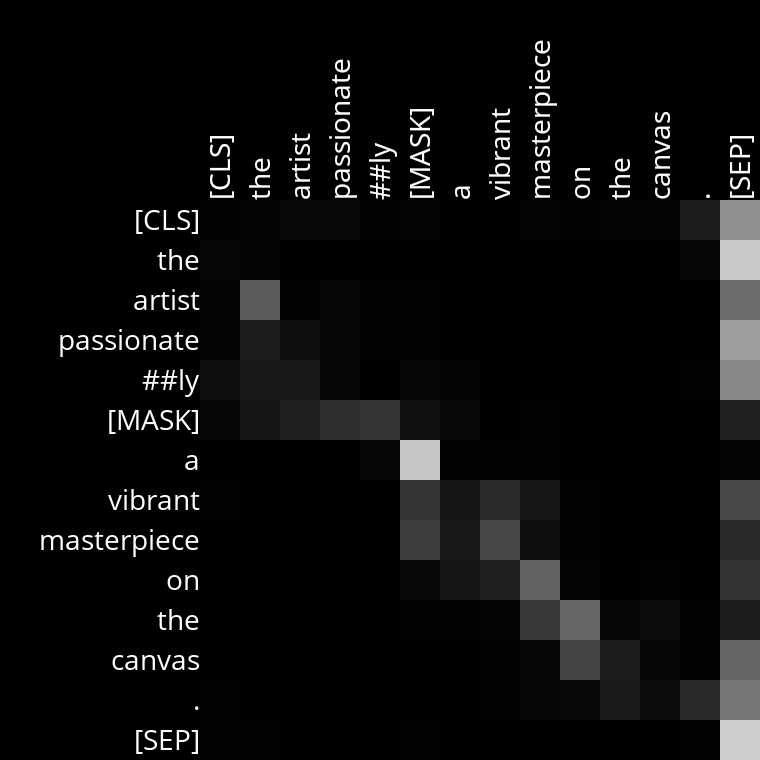 [CLS]
the
artist
passionate
##ly
[MASK]
a
vibrant
masterpiece
on
the
canvas
.
[SEP]
[CLS]
the
artist
passionate
##ly
[MASK]
a
vibrant
masterpiece
on
the
canvas
.
[SEP]